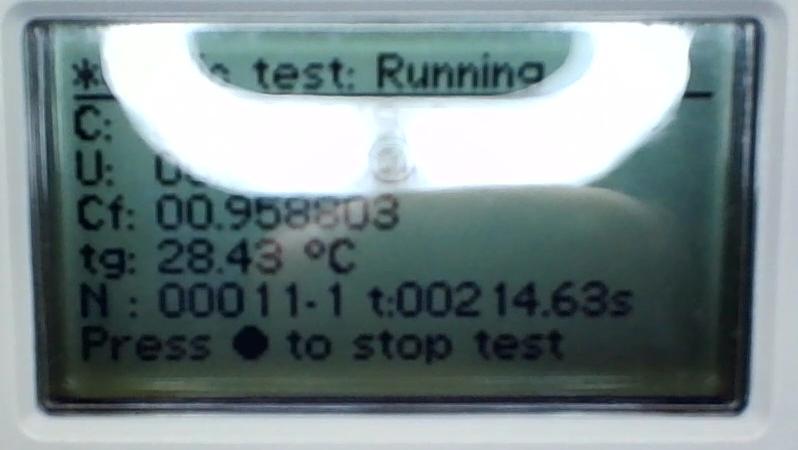 test: Running
C:
U:
Cf: 00.958803
tg: 28.43 °C
N : 00011-1 t:00214.63s
Press ● to stop test